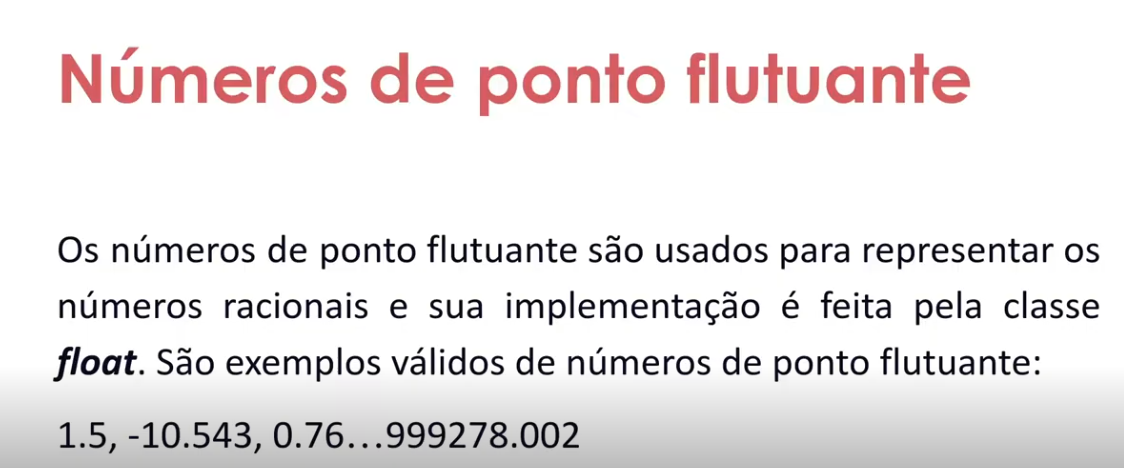 Números de ponto flutuante
Os números de ponto flutuante são usados para representar os
números racionais e sua implementação é feita pela classe
float. São exemplos válidos de números de ponto flutuante:
1.5, -10.543, 0.76...999278.002